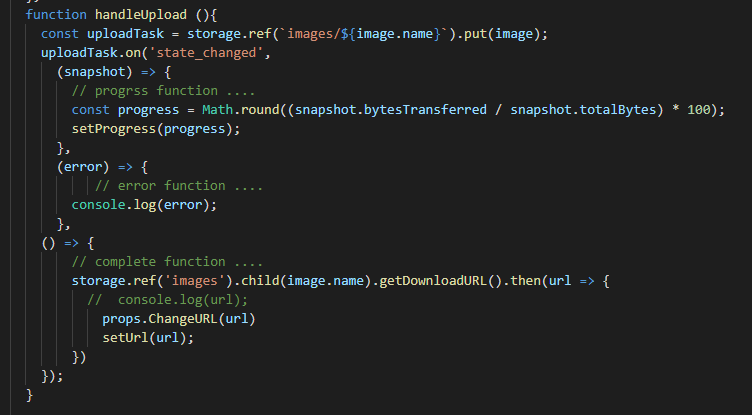 function handleUpload (){
const uploadTask = storage.ref(`images/${image.name}`).put(image);
uploadTask.on('state_changed',
(snapshot) => {
// progrss function ....
const progress = Math.round((snapshot.bytesTransferred / snapshot.totalBytes) * 100);
setProgress(progress);
},
(error) => {
// error function ....
console.log(error);
},
() => {
// complete function ....
storage.ref('images').child(image.name).getDownloadURL().then(url => {
//  console.log(url);
props.ChangeURL(url)
setUrl(url);
})
});
}